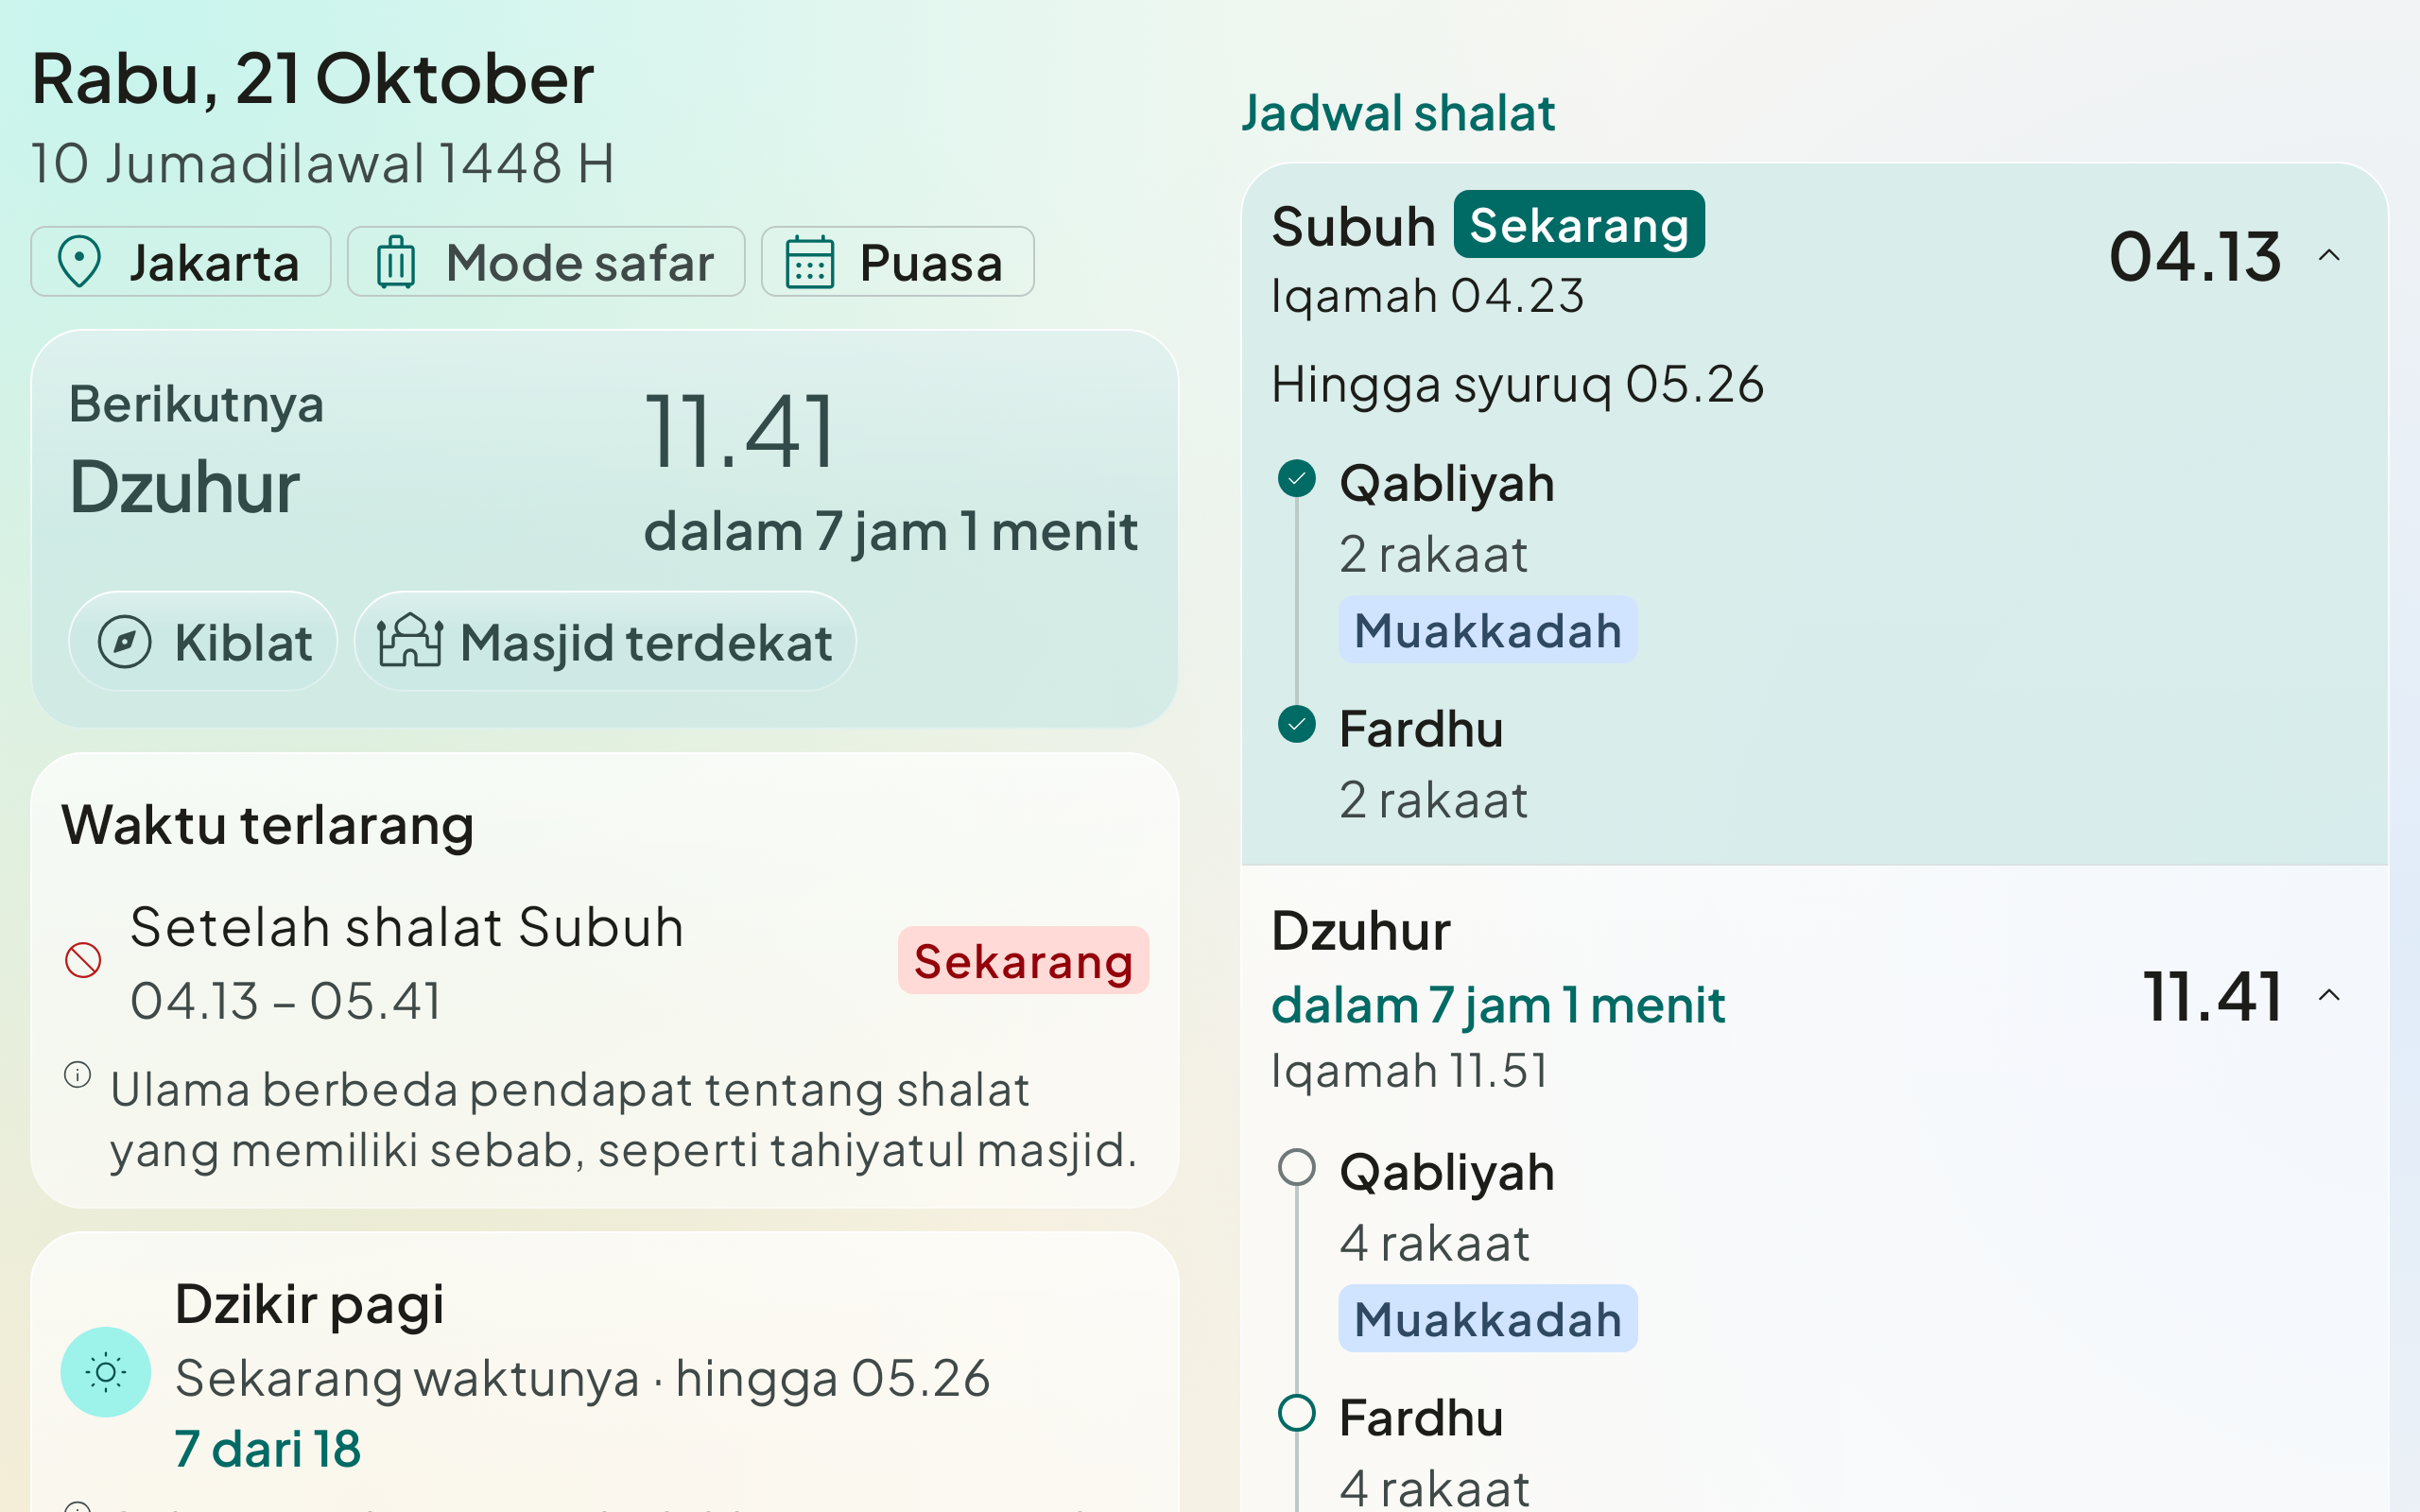 Rabu, 21 Oktober
10 Jumadilawal 1448 H
Jakarta
Mode safar
Puasa
Berikutnya
Dzuhur
11.41
dalam 7 jam 1 menit
Kiblat
Masjid terdekat
Waktu terlarang
Setelah shalat Subuh
04.13 – 05.41
Sekarang
Ulama berbeda pendapat tentang shalat
yang memiliki sebab, seperti tahiyatul masjid.
Dzikir pagi
Sekarang waktunya · hingga 05.26
7 dari 18
Jadwal shalat
Subuh
Sekarang
Iqamah 04.23
04.13
Hingga syuruq 05.26
Qabliyah
2 rakaat
Muakkadah
Fardhu
2 rakaat
Dzuhur
dalam 7 jam 1 menit
Iqamah 11.51
11.41
Qabliyah
4 rakaat
Muakkadah
Fardhu
4 rakaat